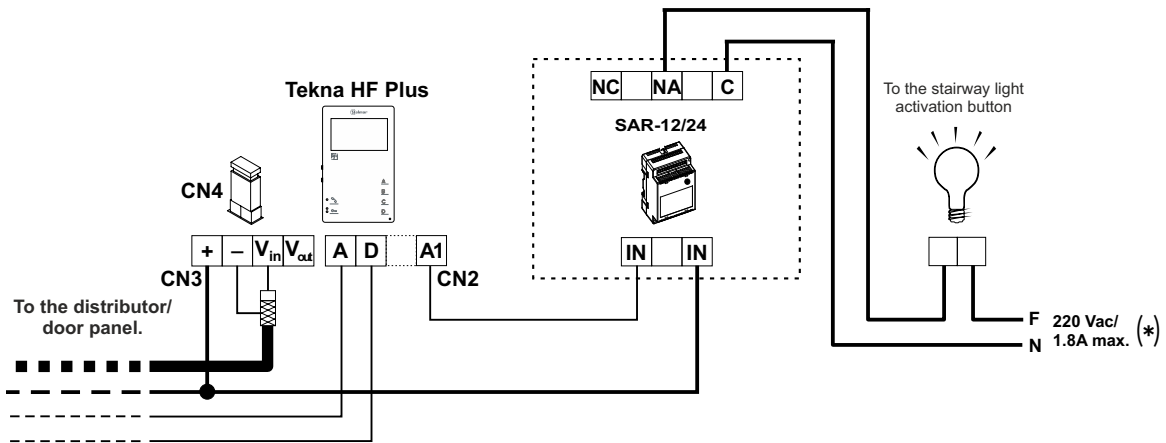 NC NA C
SAR-12/24
To the stairway light
activation button
Tekna HF Plus
A
B
C
D
CN4
+ – Vin Vout
A D A1
IN IN
CN3
CN2
To the distributor/
door panel.
F
N
220 Vac/
1.8A max.
(*)